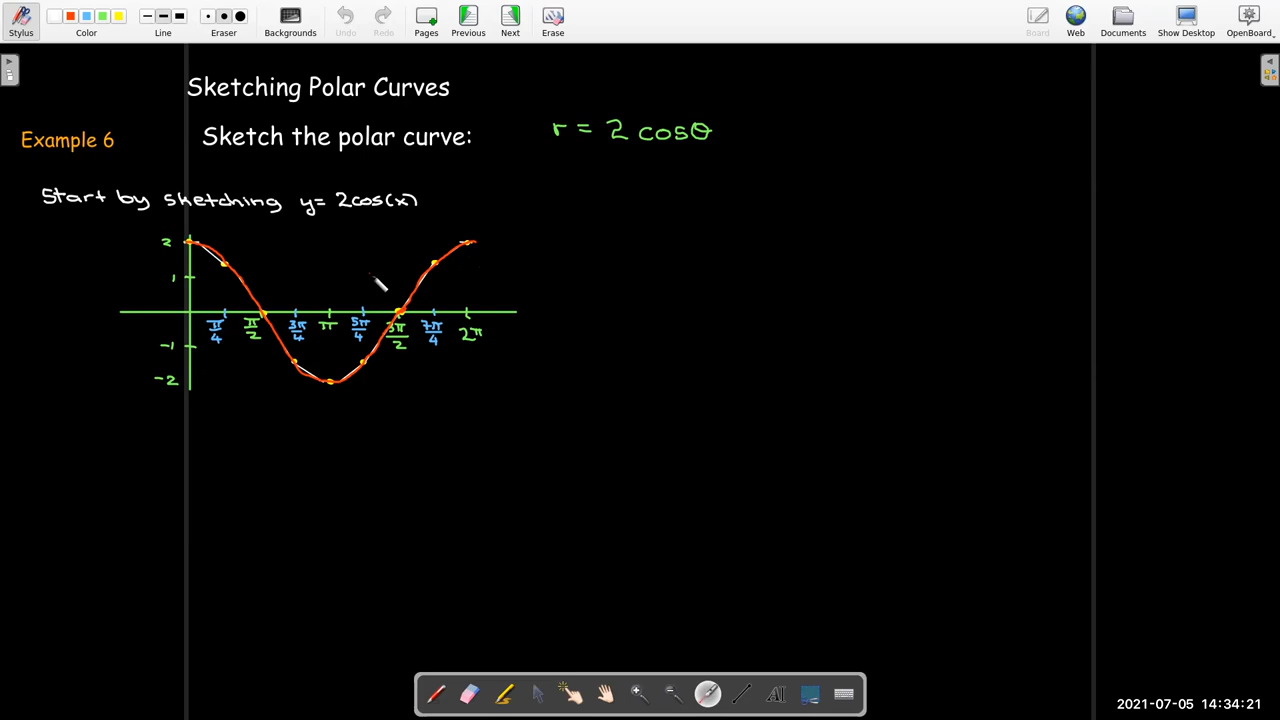 Stylus Color Line Eraser Backgrounds Undo Redo Pages Previous Next Erase Board Web Documents Show Desktop OpenBoard
Sketching Polar Curves
Example 6 Sketch the polar curve: r = 2 cosθ
Start by sketching y= 2cos(x)
2
1
π/4 π/2 3π/4 π 5π/4 3π/2 7π/4 2π
-1
-2
2021-07-05 14:34:21